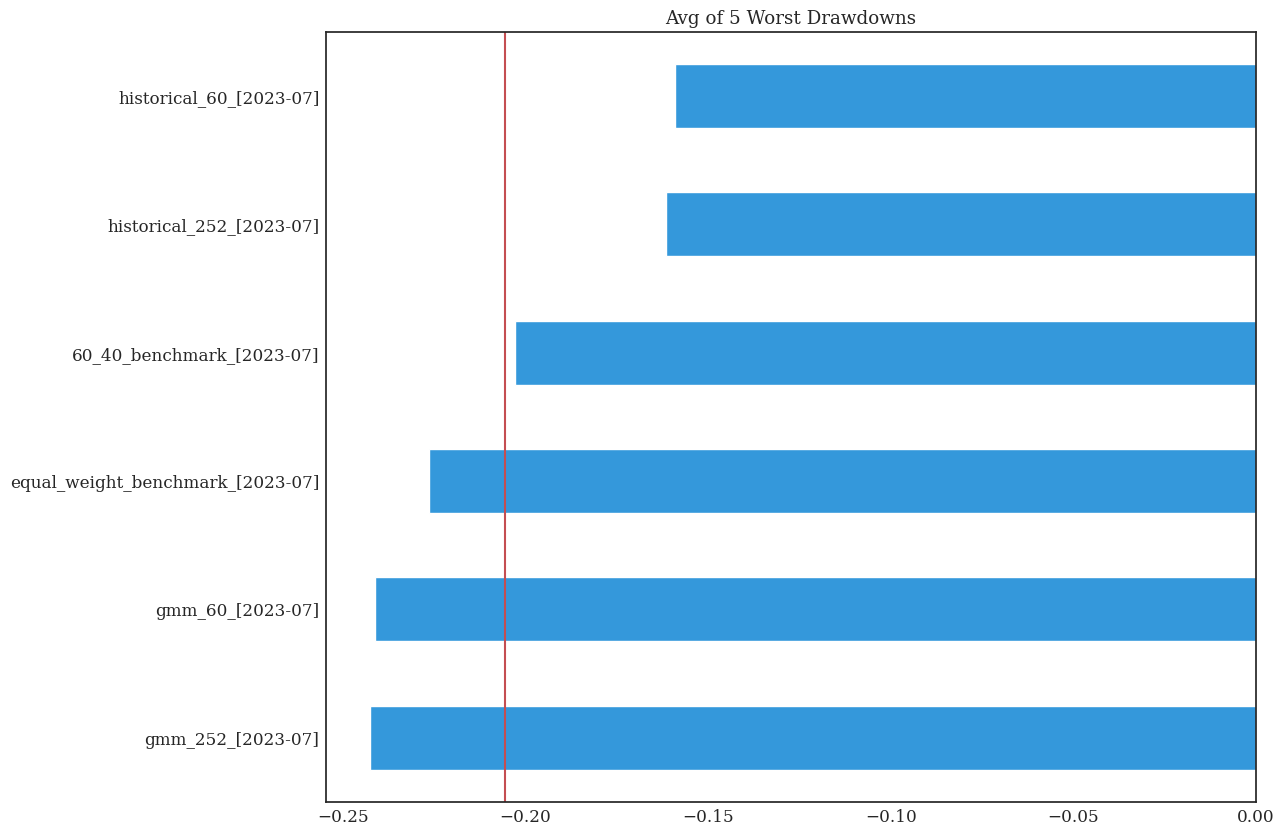 Avg of 5 Worst Drawdowns
historical_60_[2023-07]
historical_252_[2023-07]
60_40_benchmark_[2023-07]
equal_weight_benchmark_[2023-07]
gmm_60_[2023-07]
gmm_252_[2023-07]
−0.25 −0.20 −0.15 −0.10 −0.05 0.00